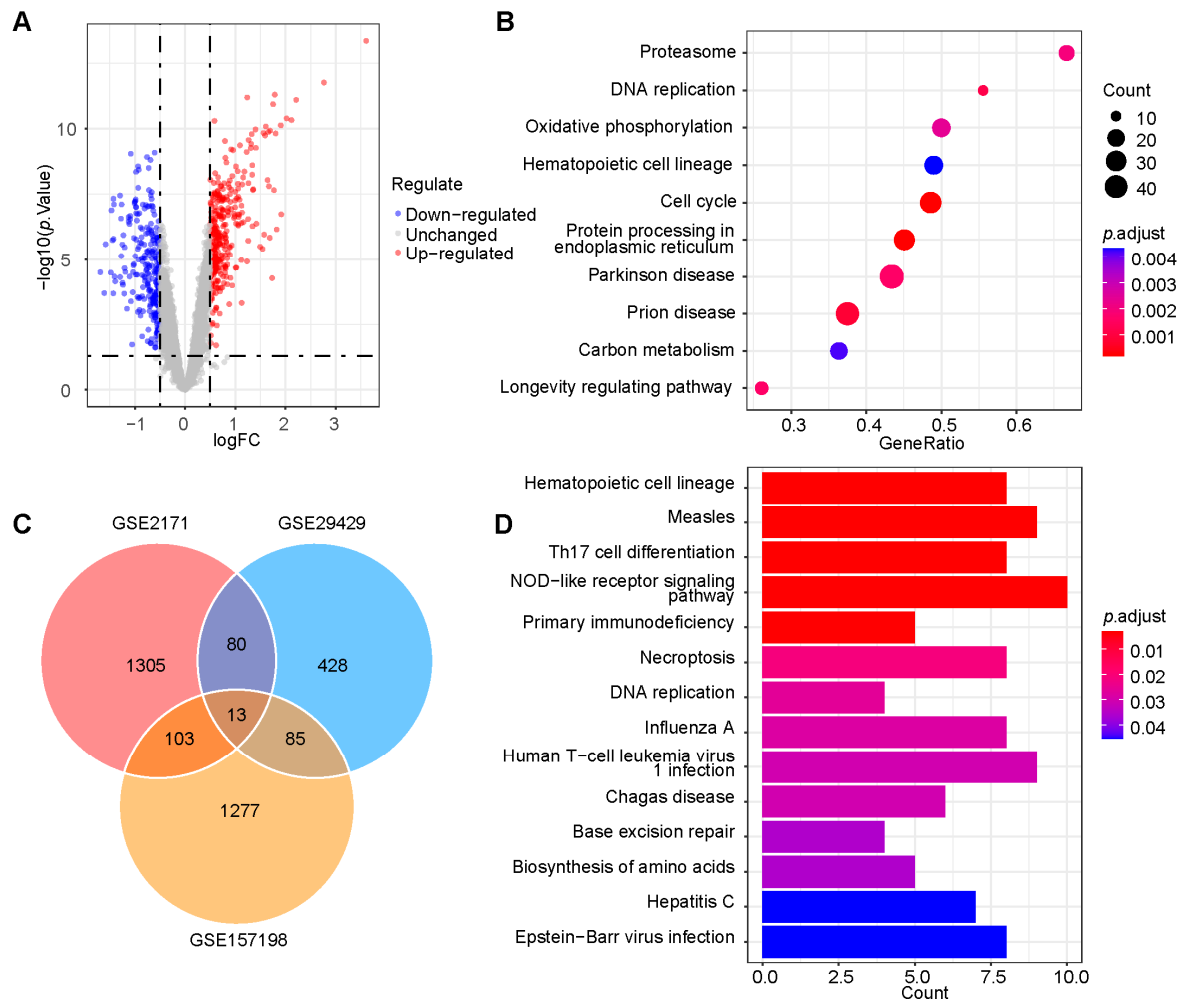 A
−log10(p.Value)
10
5
0
−1
0
1
2
3
logFC
Regulate
Down−regulated
Unchanged
Up−regulated
B
Proteasome
DNA replication
Oxidative phosphorylation
Hematopoietic cell lineage
Cell cycle
Protein processing in
endoplasmic reticulum
Parkinson disease
Prion disease
Carbon metabolism
Longevity regulating pathway
0.3
0.4
0.5
0.6
GeneRatio
Count
10
20
30
40
p.adjust
0.004
0.003
0.002
0.001
C
GSE2171
GSE29429
1305
80
428
13
103
85
1277
GSE157198
D
Hematopoietic cell lineage
Measles
Th17 cell differentiation
NOD−like receptor signaling
pathway
Primary immunodeficiency
Necroptosis
DNA replication
Influenza A
Human T−cell leukemia virus
1 infection
Chagas disease
Base excision repair
Biosynthesis of amino acids
Hepatitis C
Epstein−Barr virus infection
0.0
2.5
5.0
7.5
10.0
Count
p.adjust
0.01
0.02
0.03
0.04